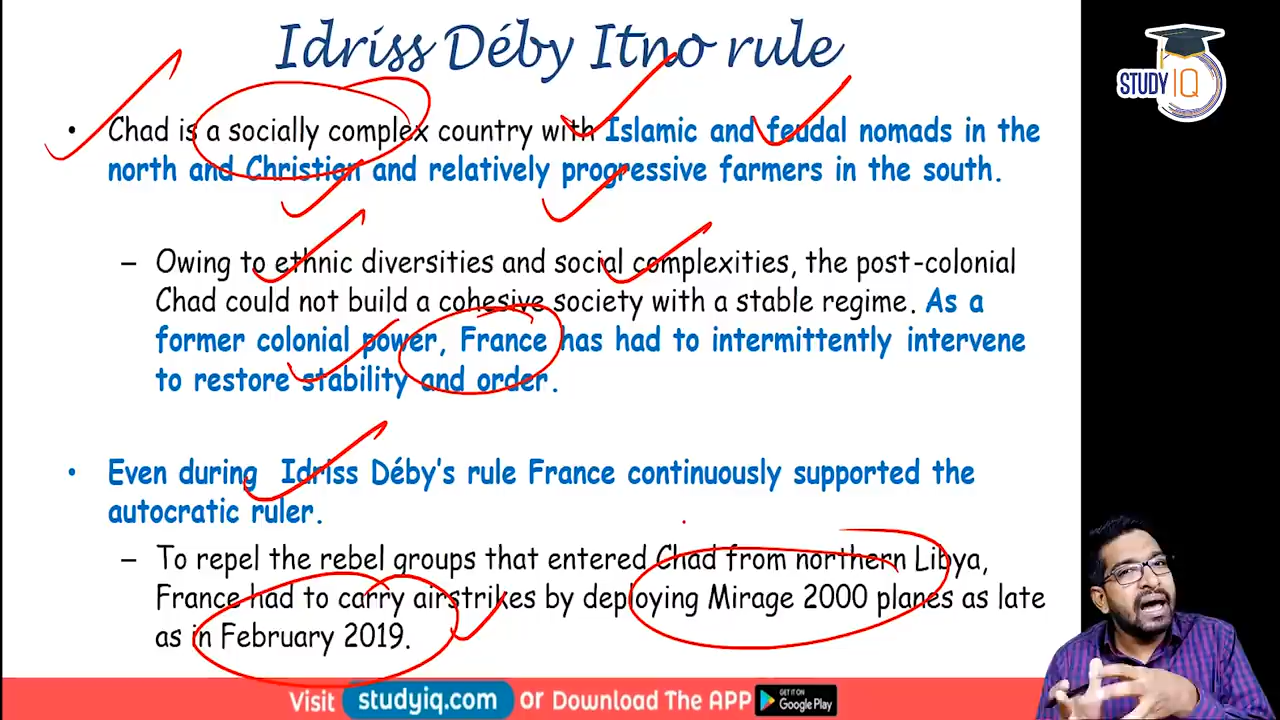 Idriss Déby Itno rule
STUDY IQ
• Chad is a socially complex country with Islamic and feudal nomads in the
north and Christian and relatively progressive farmers in the south.
– Owing to ethnic diversities and social complexities, the post-colonial
Chad could not build a cohesive society with a stable regime. As a
former colonial power, France has had to intermittently intervene
to restore stability and order.
• Even during Idriss Déby's rule France continuously supported the
autocratic ruler.
– To repel the rebel groups that entered Chad from northern Libya,
France had to carry airstrikes by deploying Mirage 2000 planes as late
as in February 2019.
Visit studyiq.com or Download The APP GET IT ON Google Play